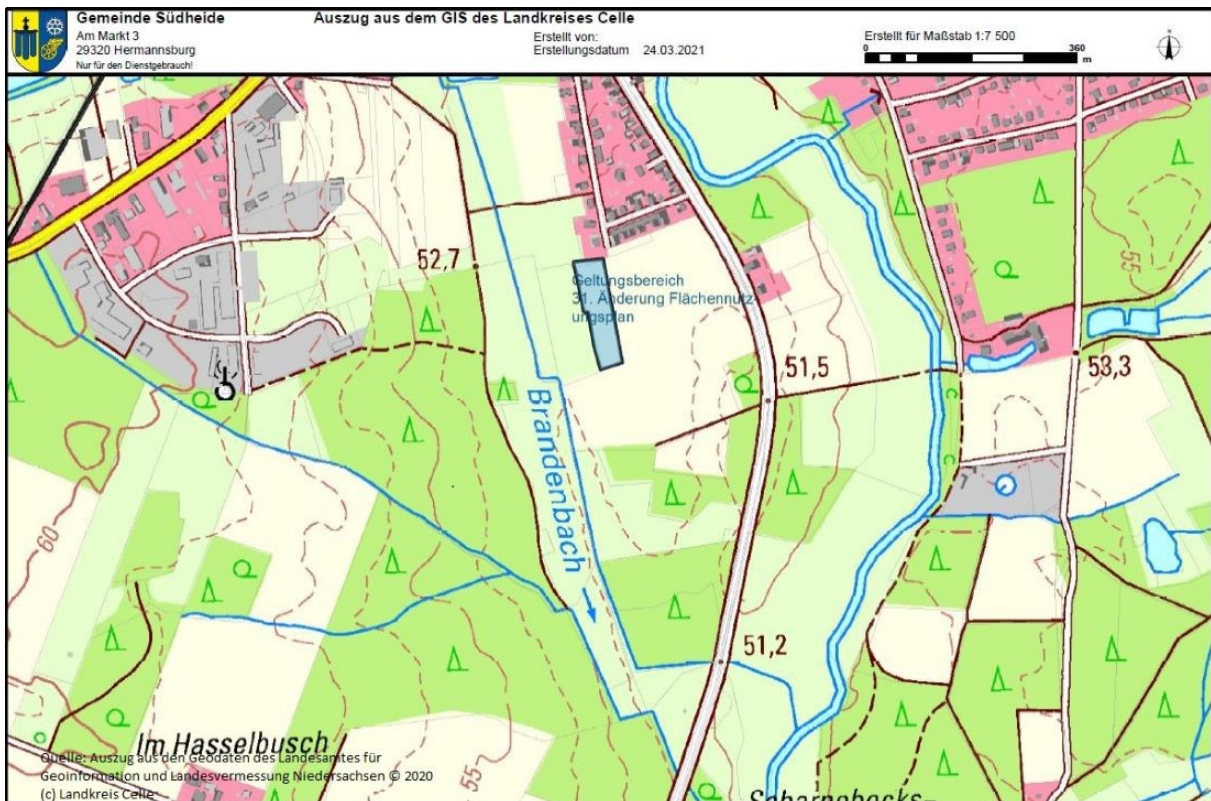 Gemeinde Südheide
Am Markt 3
29320 Hermannsburg
Nur für den Dienstgebrauch!
Auszug aus dem GIS des Landkreises Celle
Erstellt von:
Erstellungsdatum 24.03.2021
Erstellt für Maßstab 1:7 500
0 360
m
52,7
Geltungsbereich
31. Änderung Flächennutz-
ungsplan
51,5
53,3
55
Brandenbach
60
51,2
55
Im Hasselbusch
Quelle: Auszug aus den Geodaten des Landesamtes für
Geoinformation und Landesvermessung Niedersachsen © 2020
(c) Landkreis Celle